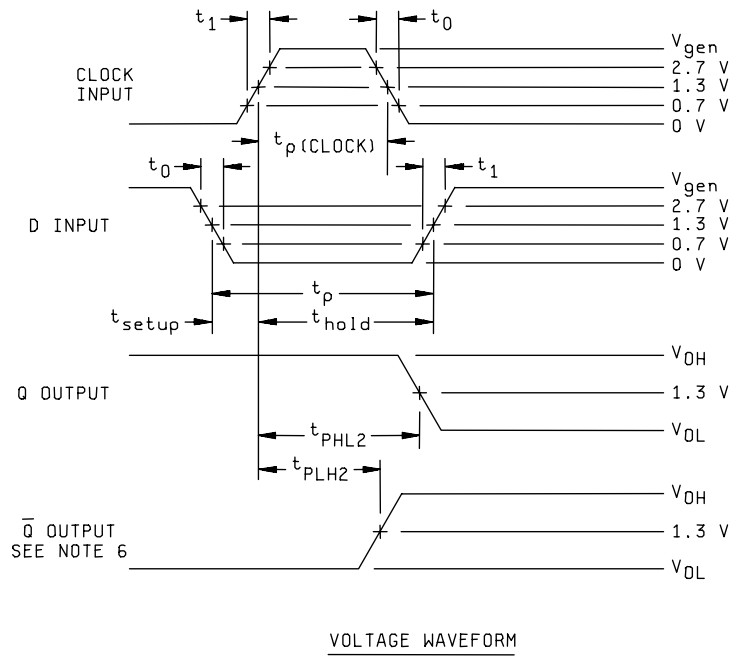 t1
t0
Vgen
2.7 V
1.3 V
0.7 V
0 V
CLOCK
INPUT
tp(CLOCK)
t0
t1
Vgen
2.7 V
1.3 V
0.7 V
0 V
D INPUT
tp
tsetup
thold
VOH
Q OUTPUT
1.3 V
VOL
tPHL2
tPLH2
VOH
Q̅ OUTPUT
SEE NOTE 6
1.3 V
VOL
VOLTAGE WAVEFORM